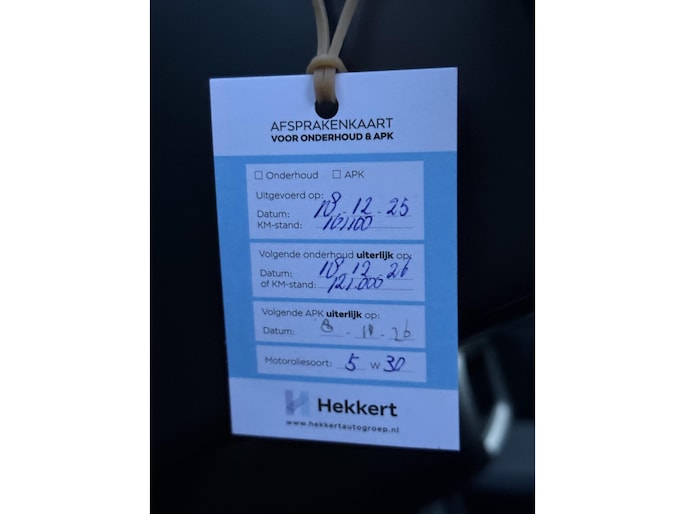 AFSPRAKENKAART
VOOR ONDERHOUD & APK
☐ Onderhoud ☐ APK
Uitgevoerd op:
Datum: 18 - 12 - 25
KM-stand: 101100
Volgende onderhoud uiterlijk op:
Datum: 18 12 26
of KM-stand: 121.000
Volgende APK uiterlijk op:
Datum: 8 - 11 - 26
Motoroliesoort: 5 W 30
Hekkert
www.hekkertautogroep.nl